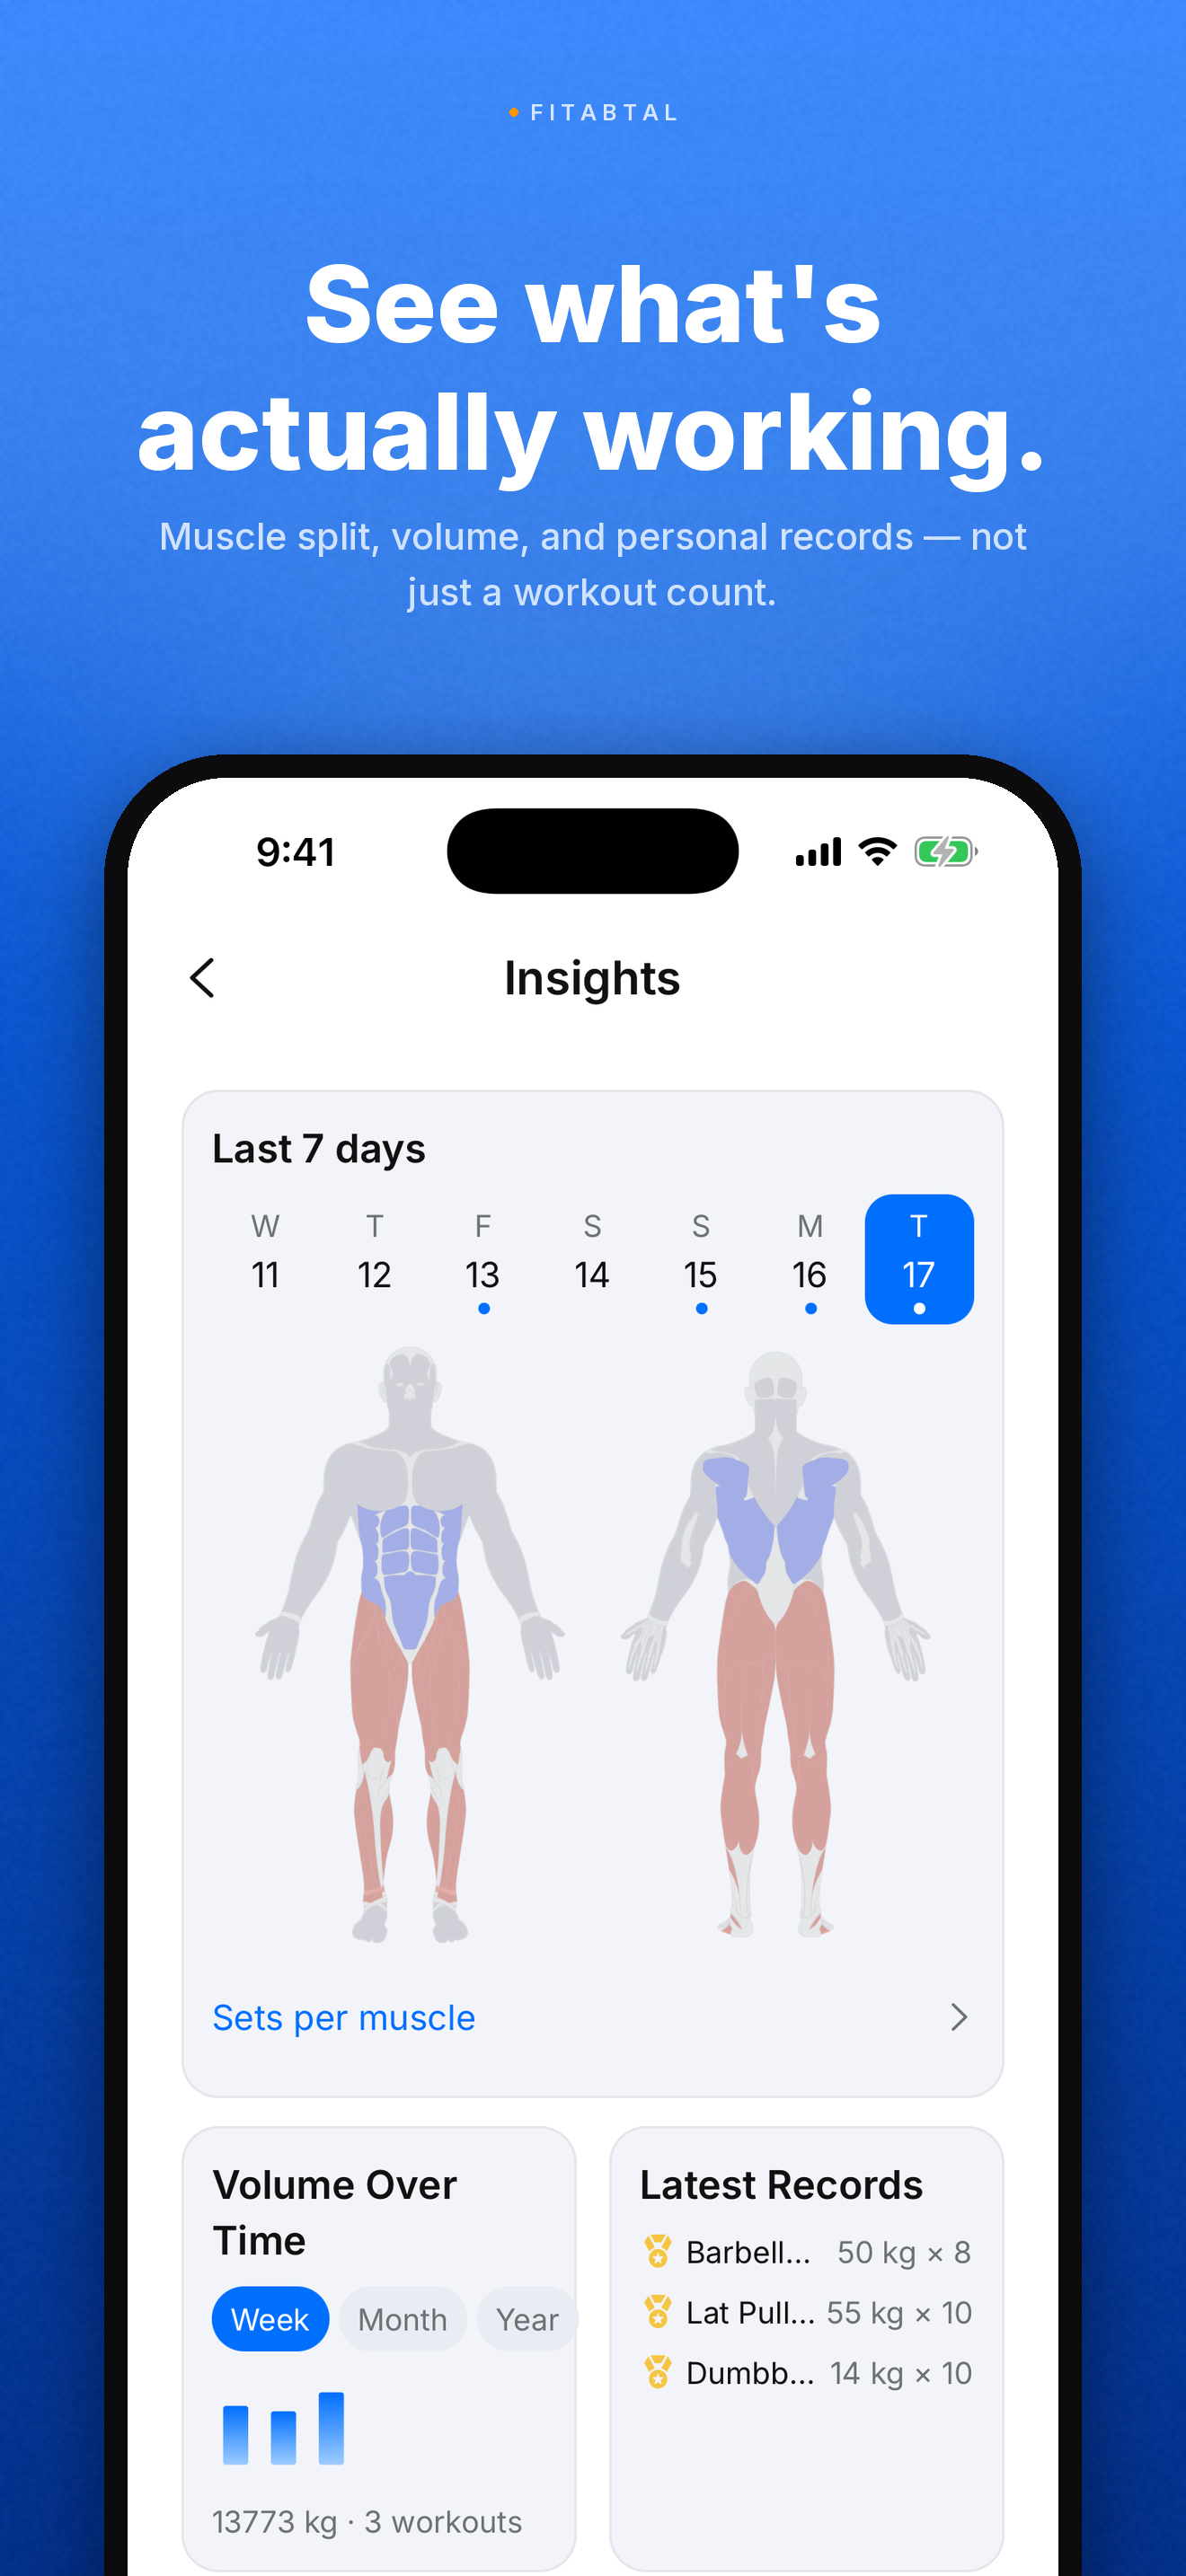 FITABTAL
See what's
actually working.
Muscle split, volume, and personal records — not
just a workout count.
9:41
Insights
Last 7 days
W T F S S M T
11 12 13 14 15 16 17
Sets per muscle
Volume Over
Time
Week Month Year
13773 kg · 3 workouts
Latest Records
Barbell... 50 kg × 8
Lat Pull... 55 kg × 10
Dumbb... 14 kg × 10